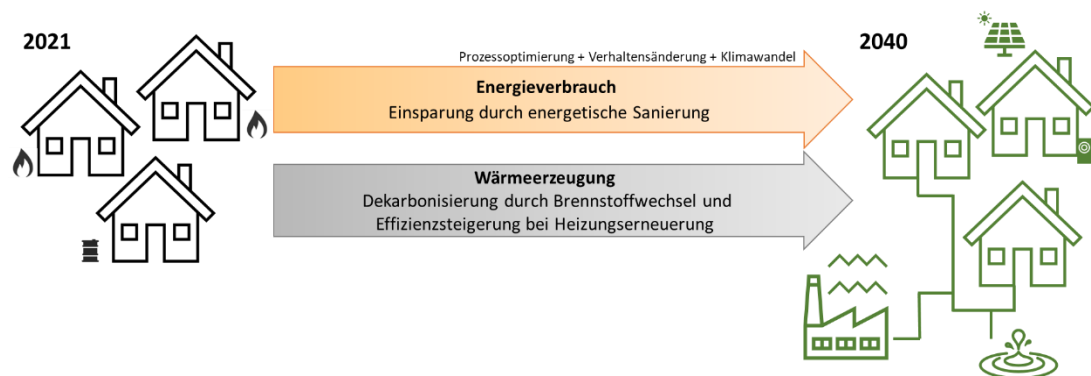 2021
Prozessoptimierung + Verhaltensänderung + Klimawandel
2040
Energieverbrauch
Einsparung durch energetische Sanierung
Wärmeerzeugung
Dekarbonisierung durch Brennstoffwechsel und
Effizienzsteigerung bei Heizungserneuerung